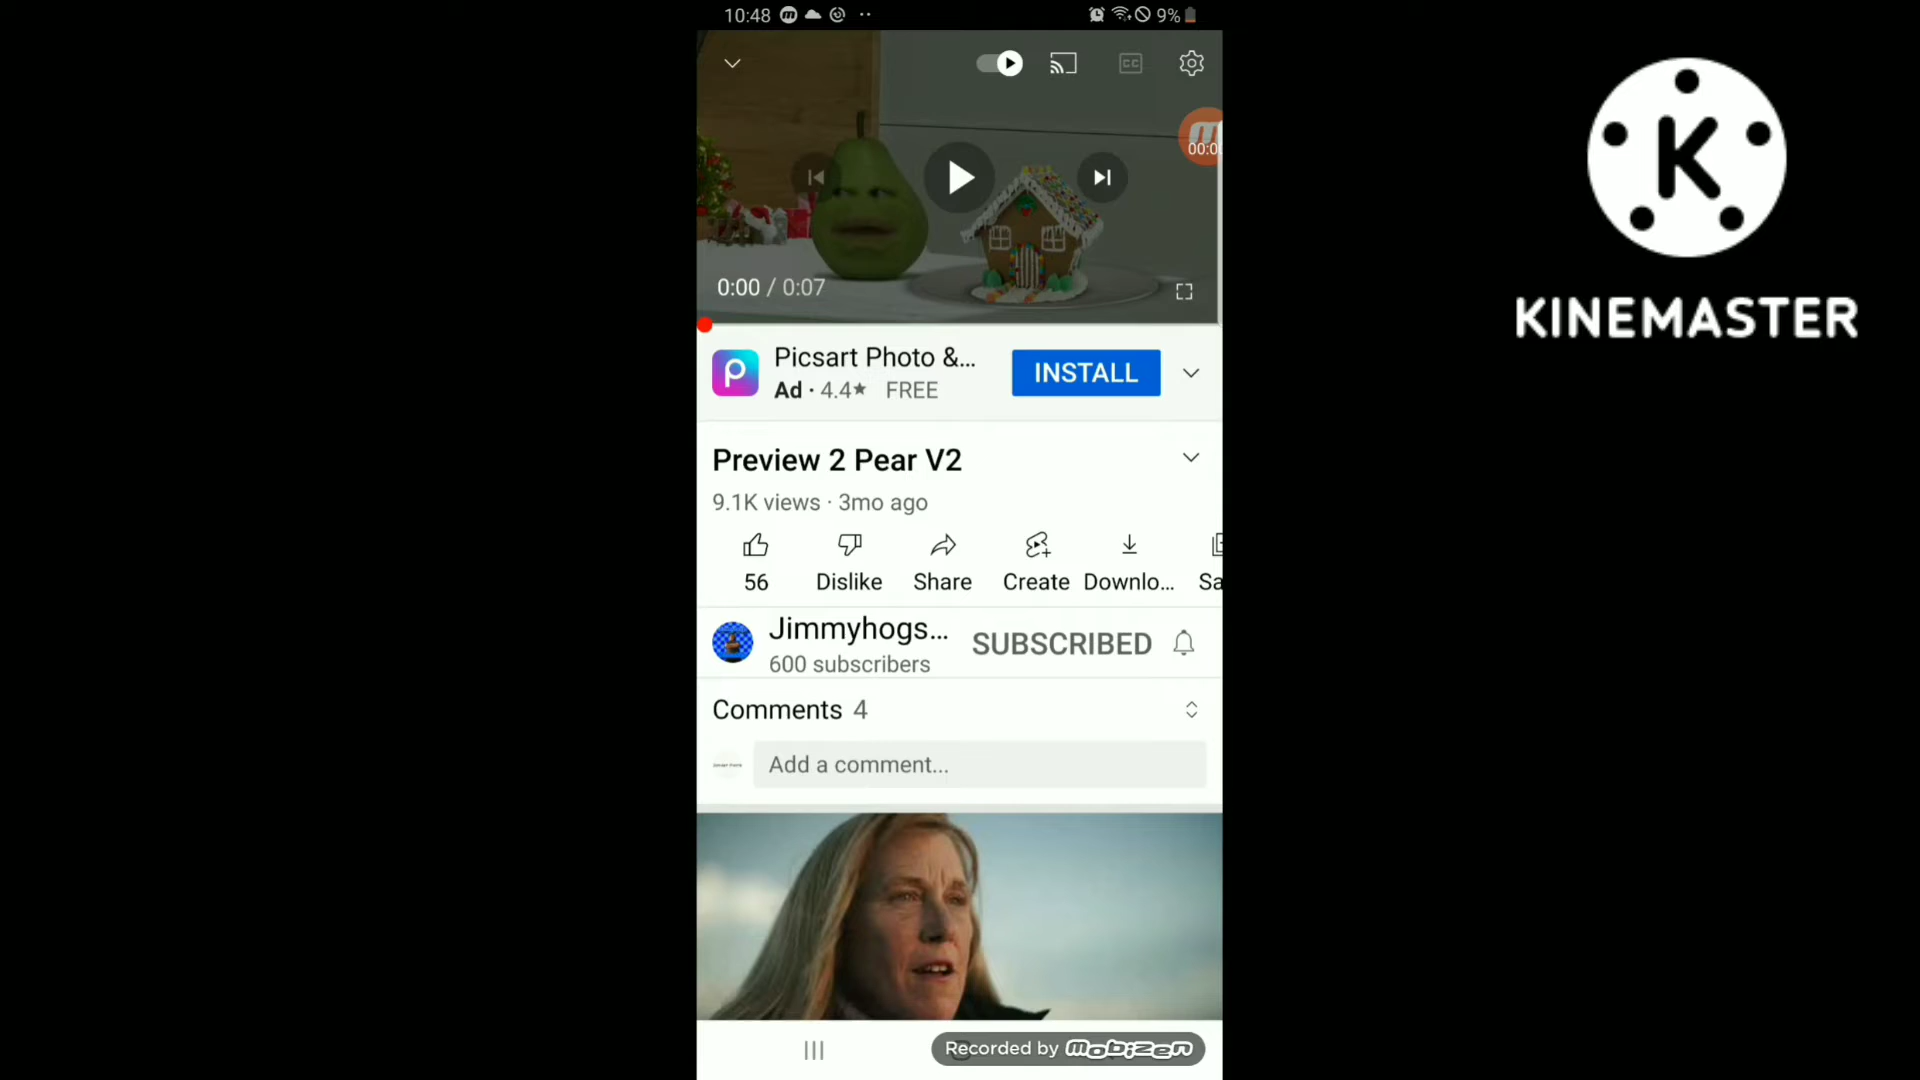 10:48
9%
CC
00:0
0:00 / 0:07
Picsart Photo &...
Ad · 4.4★ FREE
INSTALL
Preview 2 Pear V2
9.1K views · 3mo ago
56
Dislike
Share
Create
Downlo...
Sa
Jimmyhogs...
SUBSCRIBED
600 subscribers
Comments 4
Add a comment...
Recorded by mobizen
K
KINEMASTER